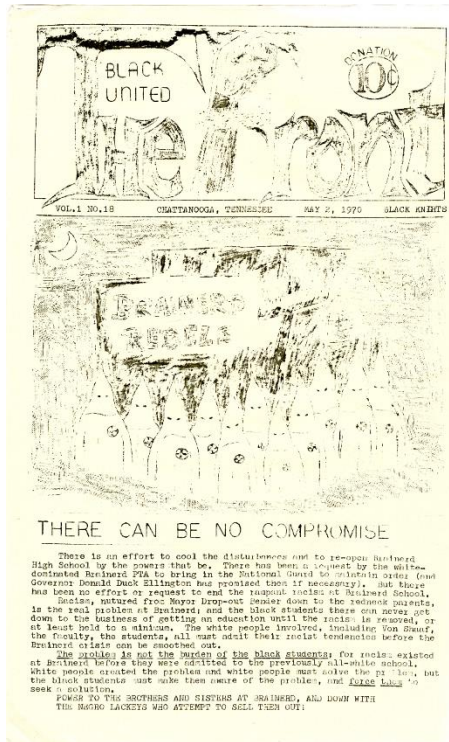 BLACK
UNITED
DONATION
10¢
The Front
VOL.1 NO.18 CHATTANOOGA, TENNESSEE MAY 2, 1970 BLACK KNIHTS
BRAINERD
REBELS
THERE CAN BE NO COMPROMISE
There is an effort to cool the disturbances and to re-open Brainerd
High School by the powers that be. There has been a request by the white-
dominated Brainerd PTA to bring in the National Guard to maintain order (and
Governor Donald Duck Ellington has promised them if necessary). But there
has been no effort or request to end the rampant racism at Brainerd School.
Racism, nutured from Mayor Drop-out Bender down to the redneck parents,
is the real problem at Brainerd; and the black students there can never get
down to the business of getting an education until the racism is removed, or
at least held to a minimum. The white people involved, including Von Shaaf,
the faculty, the students, all must admit their racist tendencies before the
Brainerd crisis can be smoothed out.
The problem is not the burden of the black students; for racism existed
at Brainerd before they were admitted to the previously all-white school.
White people created the problem and white people must solve the problem, but
the black students must make them aware of the problem, and force them to
seek a solution.
POWER TO THE BROTHERS AND SISTERS AT BRAINERD, AND DOWN WITH
THE NEGRO LACKEYS WHO ATTEMPT TO SELL THEM OUT!